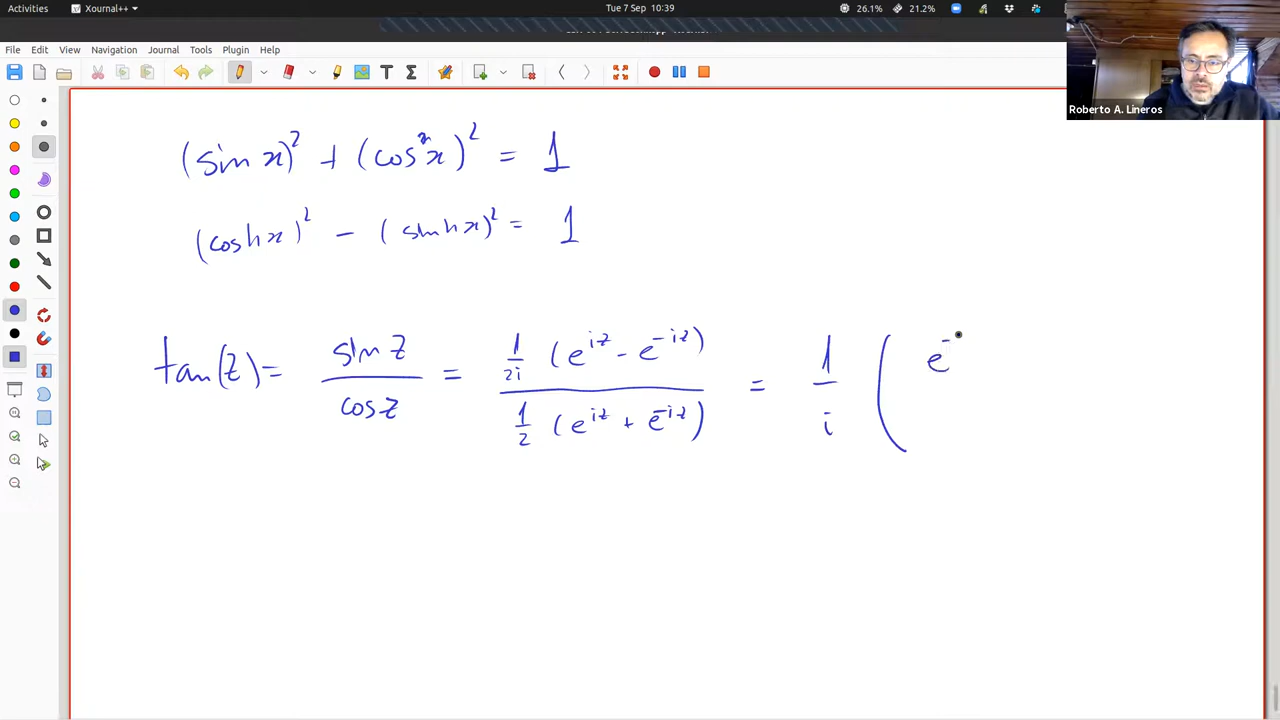 Activities Xournal++ Tue 7 Sep 10:39 26.1% 21.2%
File Edit View Navigation Journal Tools Plugin Help
Roberto A. Lineros
(sin x)² + (cos x)² = 1
(cosh x)² - (sinh x)² = 1
tan(z) = sin z / cos z = 1/2i (e^{iz} - e^{-iz}) / 1/2 (e^{iz} + e^{-iz}) = 1/i ( e^-